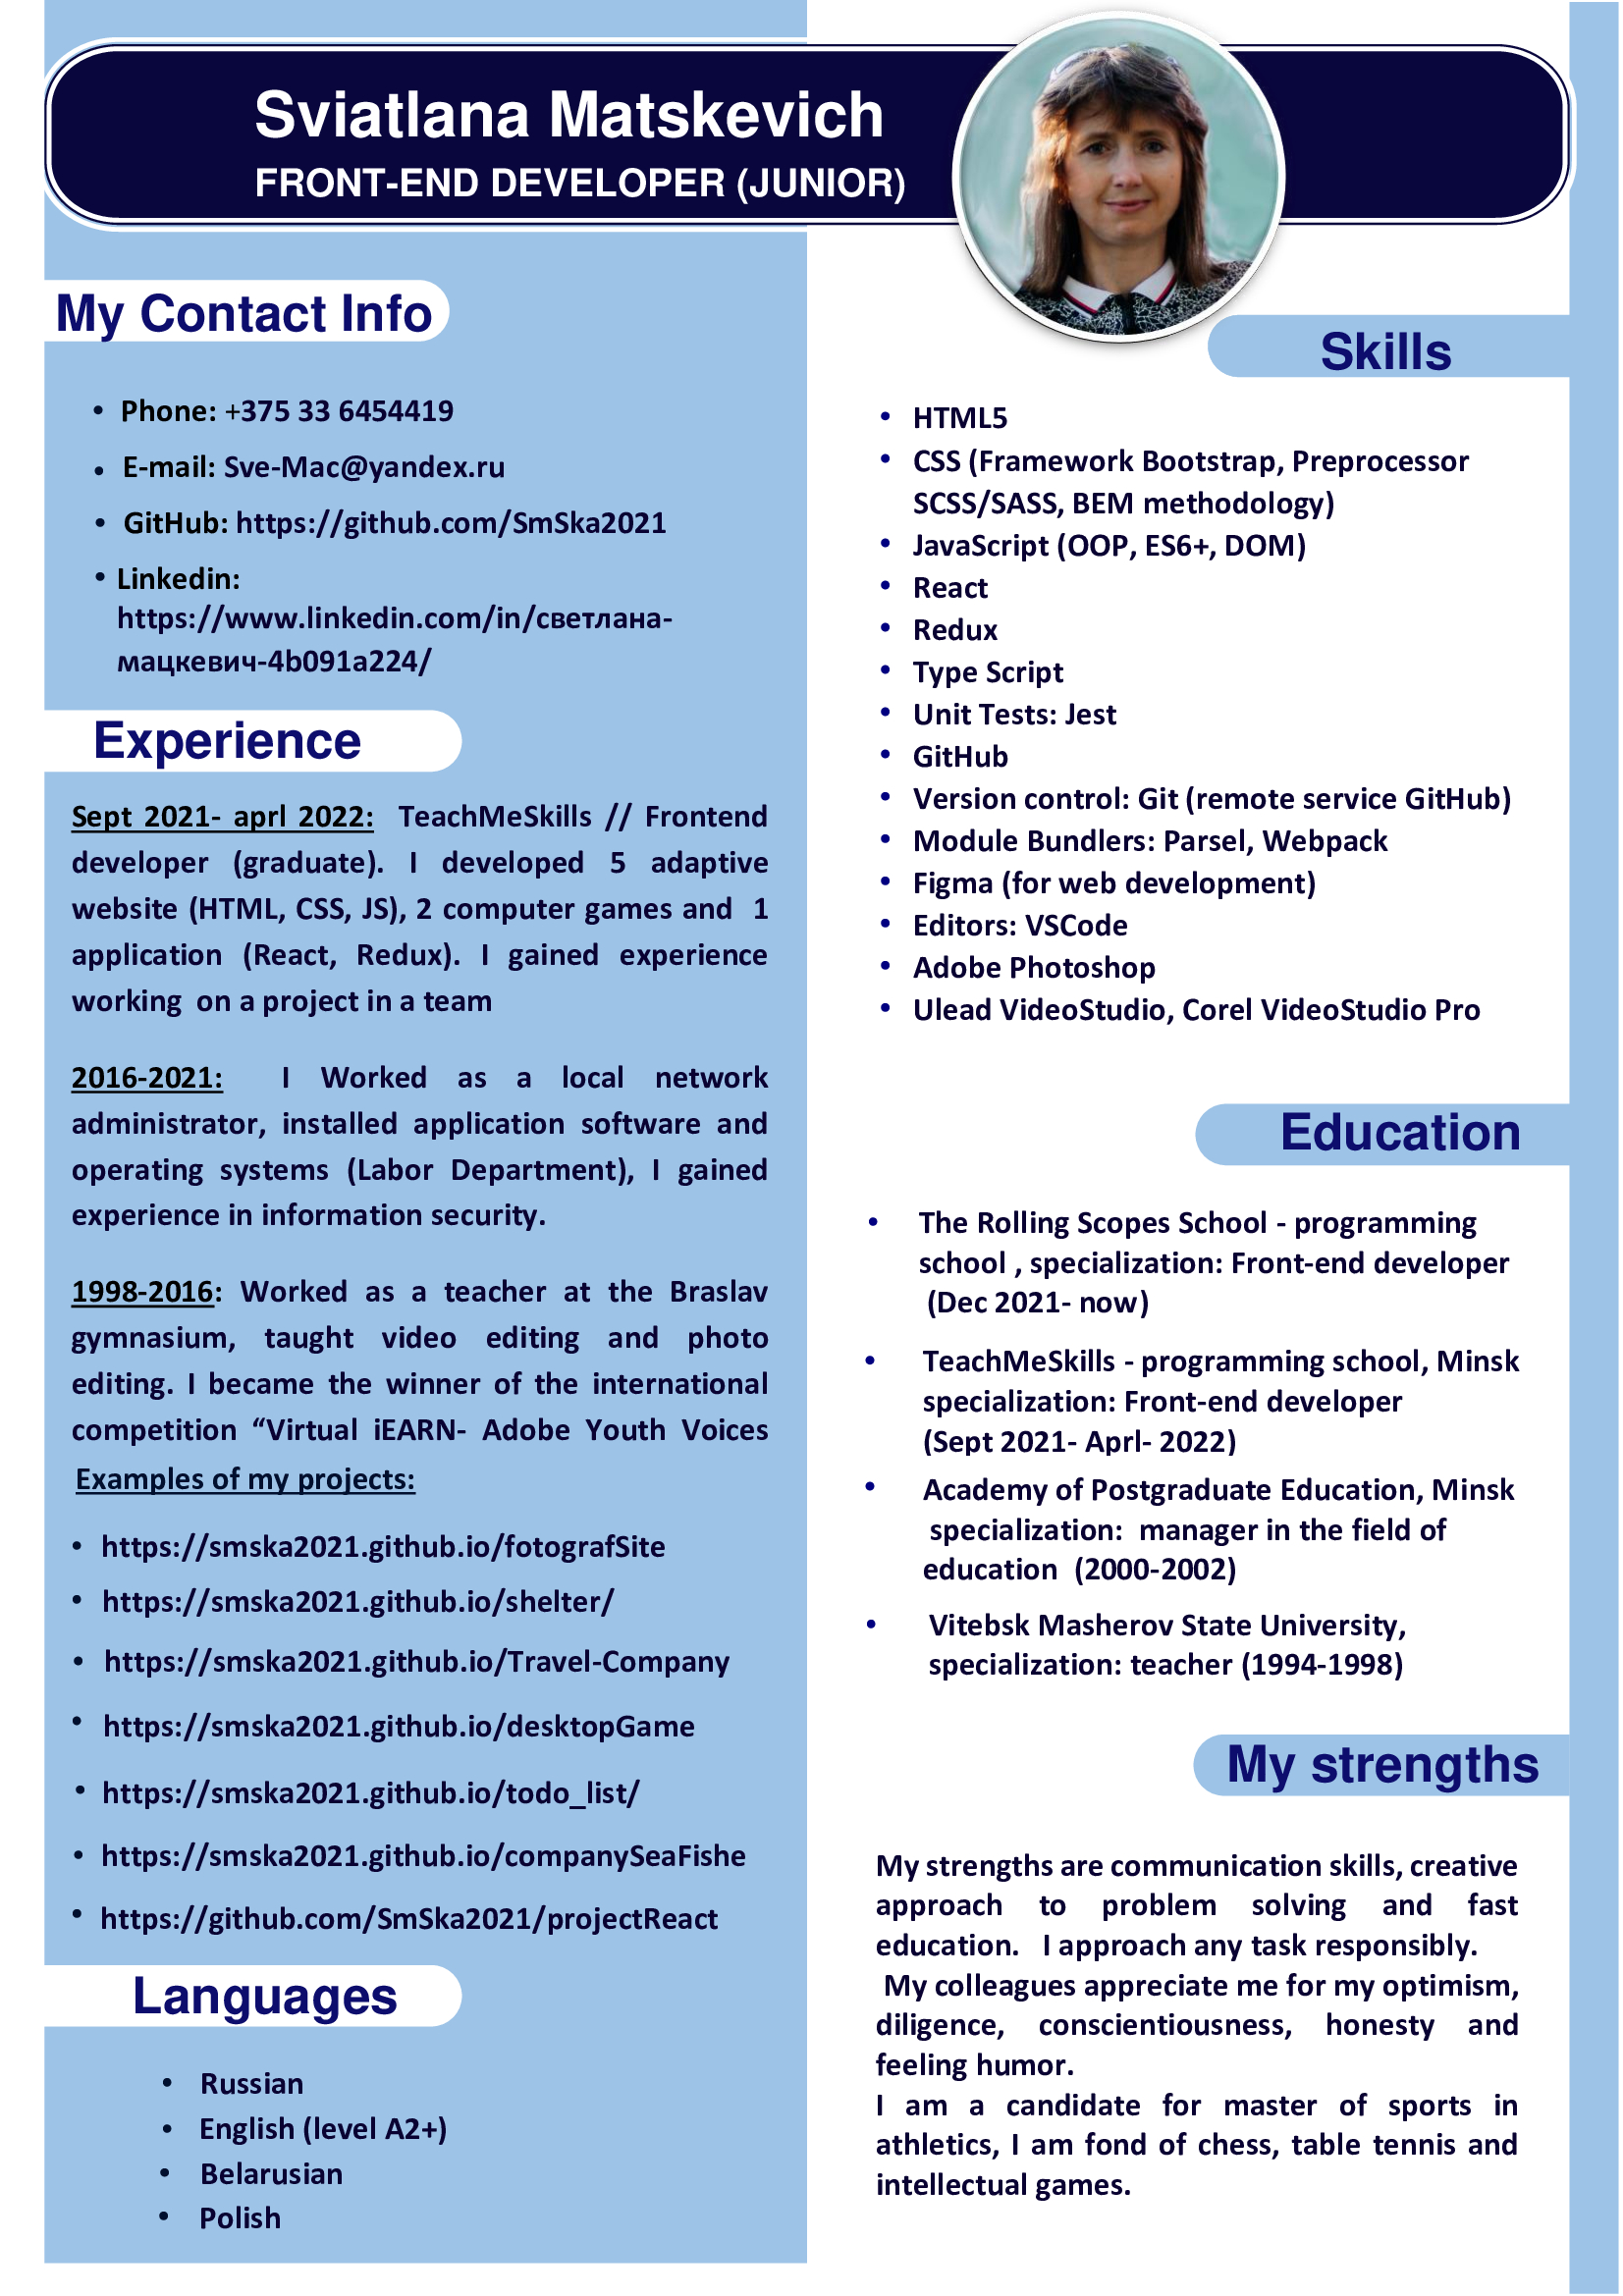 Sviatlana Matskevich
FRONT-END DEVELOPER (JUNIOR)
My Contact Info
• Phone: +375 33 6454419
• E-mail: Sve-Mac@yandex.ru
• GitHub: https://github.com/SmSka2021
• Linkedin:
https://www.linkedin.com/in/светлана-
мацкевич-4b091a224/
Experience
Sept 2021- aprl 2022: TeachMeSkills // Frontend
developer (graduate). I developed 5 adaptive
website (HTML, CSS, JS), 2 computer games and 1
application (React, Redux). I gained experience
working on a project in a team
2016-2021: I Worked as a local network
administrator, installed application software and
operating systems (Labor Department), I gained
experience in information security.
1998-2016: Worked as a teacher at the Braslav
gymnasium, taught video editing and photo
editing. I became the winner of the international
competition “Virtual iEARN- Adobe Youth Voices
Examples of my projects:
• https://smska2021.github.io/fotografSite
• https://smska2021.github.io/shelter/
• https://smska2021.github.io/Travel-Company
• https://smska2021.github.io/desktopGame
• https://smska2021.github.io/todo_list/
• https://smska2021.github.io/companySeaFishe
• https://github.com/SmSka2021/projectReact
Languages
• Russian
• English (level A2+)
• Belarusian
• Polish
Skills
• HTML5
• CSS (Framework Bootstrap, Preprocessor
SCSS/SASS, BEM methodology)
• JavaScript (OOP, ES6+, DOM)
• React
• Redux
• Type Script
• Unit Tests: Jest
• GitHub
• Version control: Git (remote service GitHub)
• Module Bundlers: Parsel, Webpack
• Figma (for web development)
• Editors: VSCode
• Adobe Photoshop
• Ulead VideoStudio, Corel VideoStudio Pro
Education
• The Rolling Scopes School - programming
school , specialization: Front-end developer
(Dec 2021- now)
• TeachMeSkills - programming school, Minsk
specialization: Front-end developer
(Sept 2021- Aprl- 2022)
• Academy of Postgraduate Education, Minsk
specialization: manager in the field of
education (2000-2002)
• Vitebsk Masherov State University,
specialization: teacher (1994-1998)
My strengths
My strengths are communication skills, creative
approach to problem solving and fast
education. I approach any task responsibly.
My colleagues appreciate me for my optimism,
diligence, conscientiousness, honesty and
feeling humor.
I am a candidate for master of sports in
athletics, I am fond of chess, table tennis and
intellectual games.